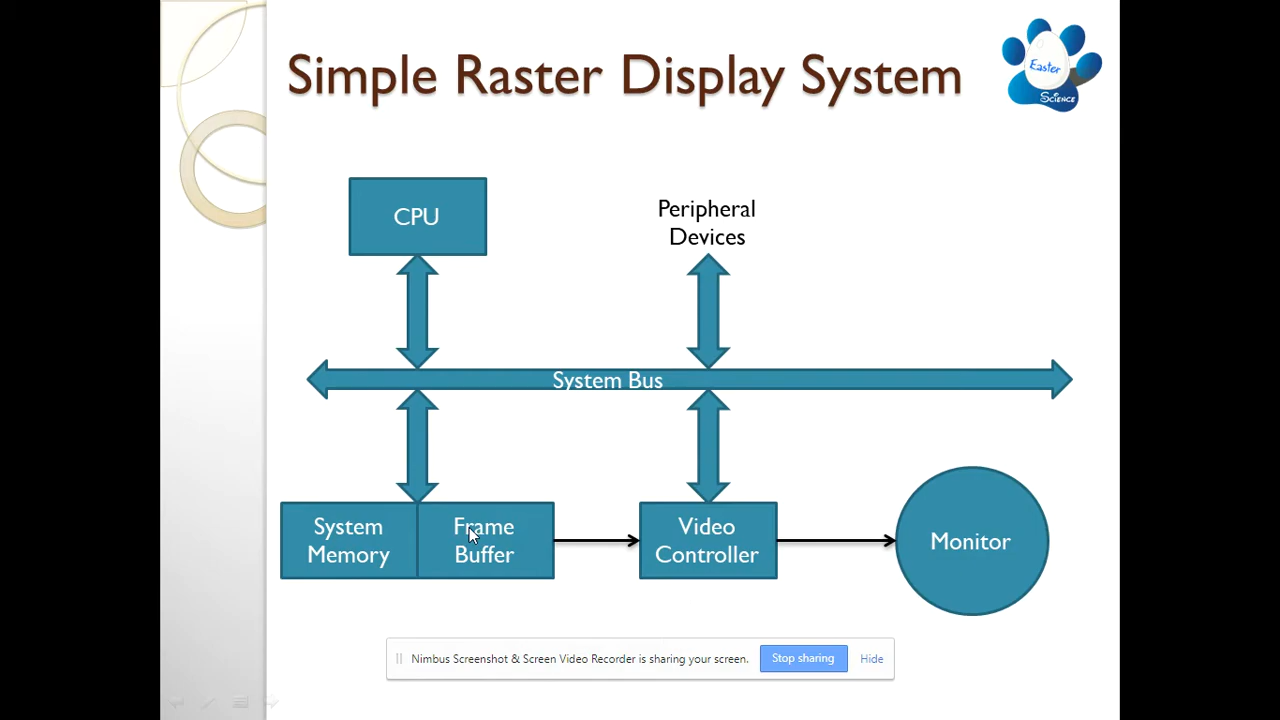 Simple Raster Display System
Easter
SCIENCE
CPU
Peripheral
Devices
System Bus
System
Memory
Frame
Buffer
Video
Controller
Monitor
Nimbus Screenshot & Screen Video Recorder is sharing your screen.
Stop sharing
Hide